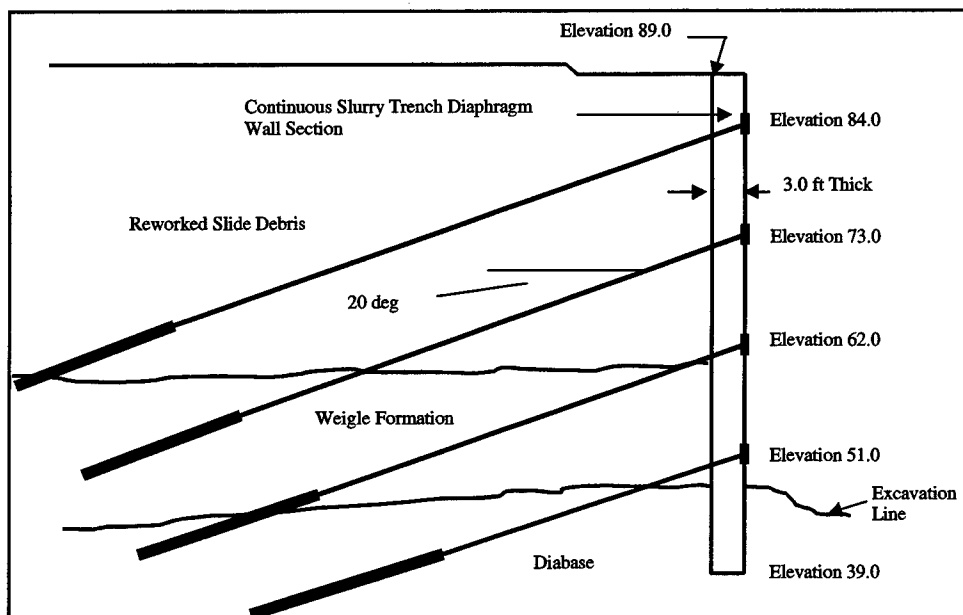 Elevation 89.0
Continuous Slurry Trench Diaphragm
Wall Section
Elevation 84.0
3.0 ft Thick
Reworked Slide Debris
Elevation 73.0
20 deg
Elevation 62.0
Weigle Formation
Elevation 51.0
Excavation
Line
Diabase
Elevation 39.0